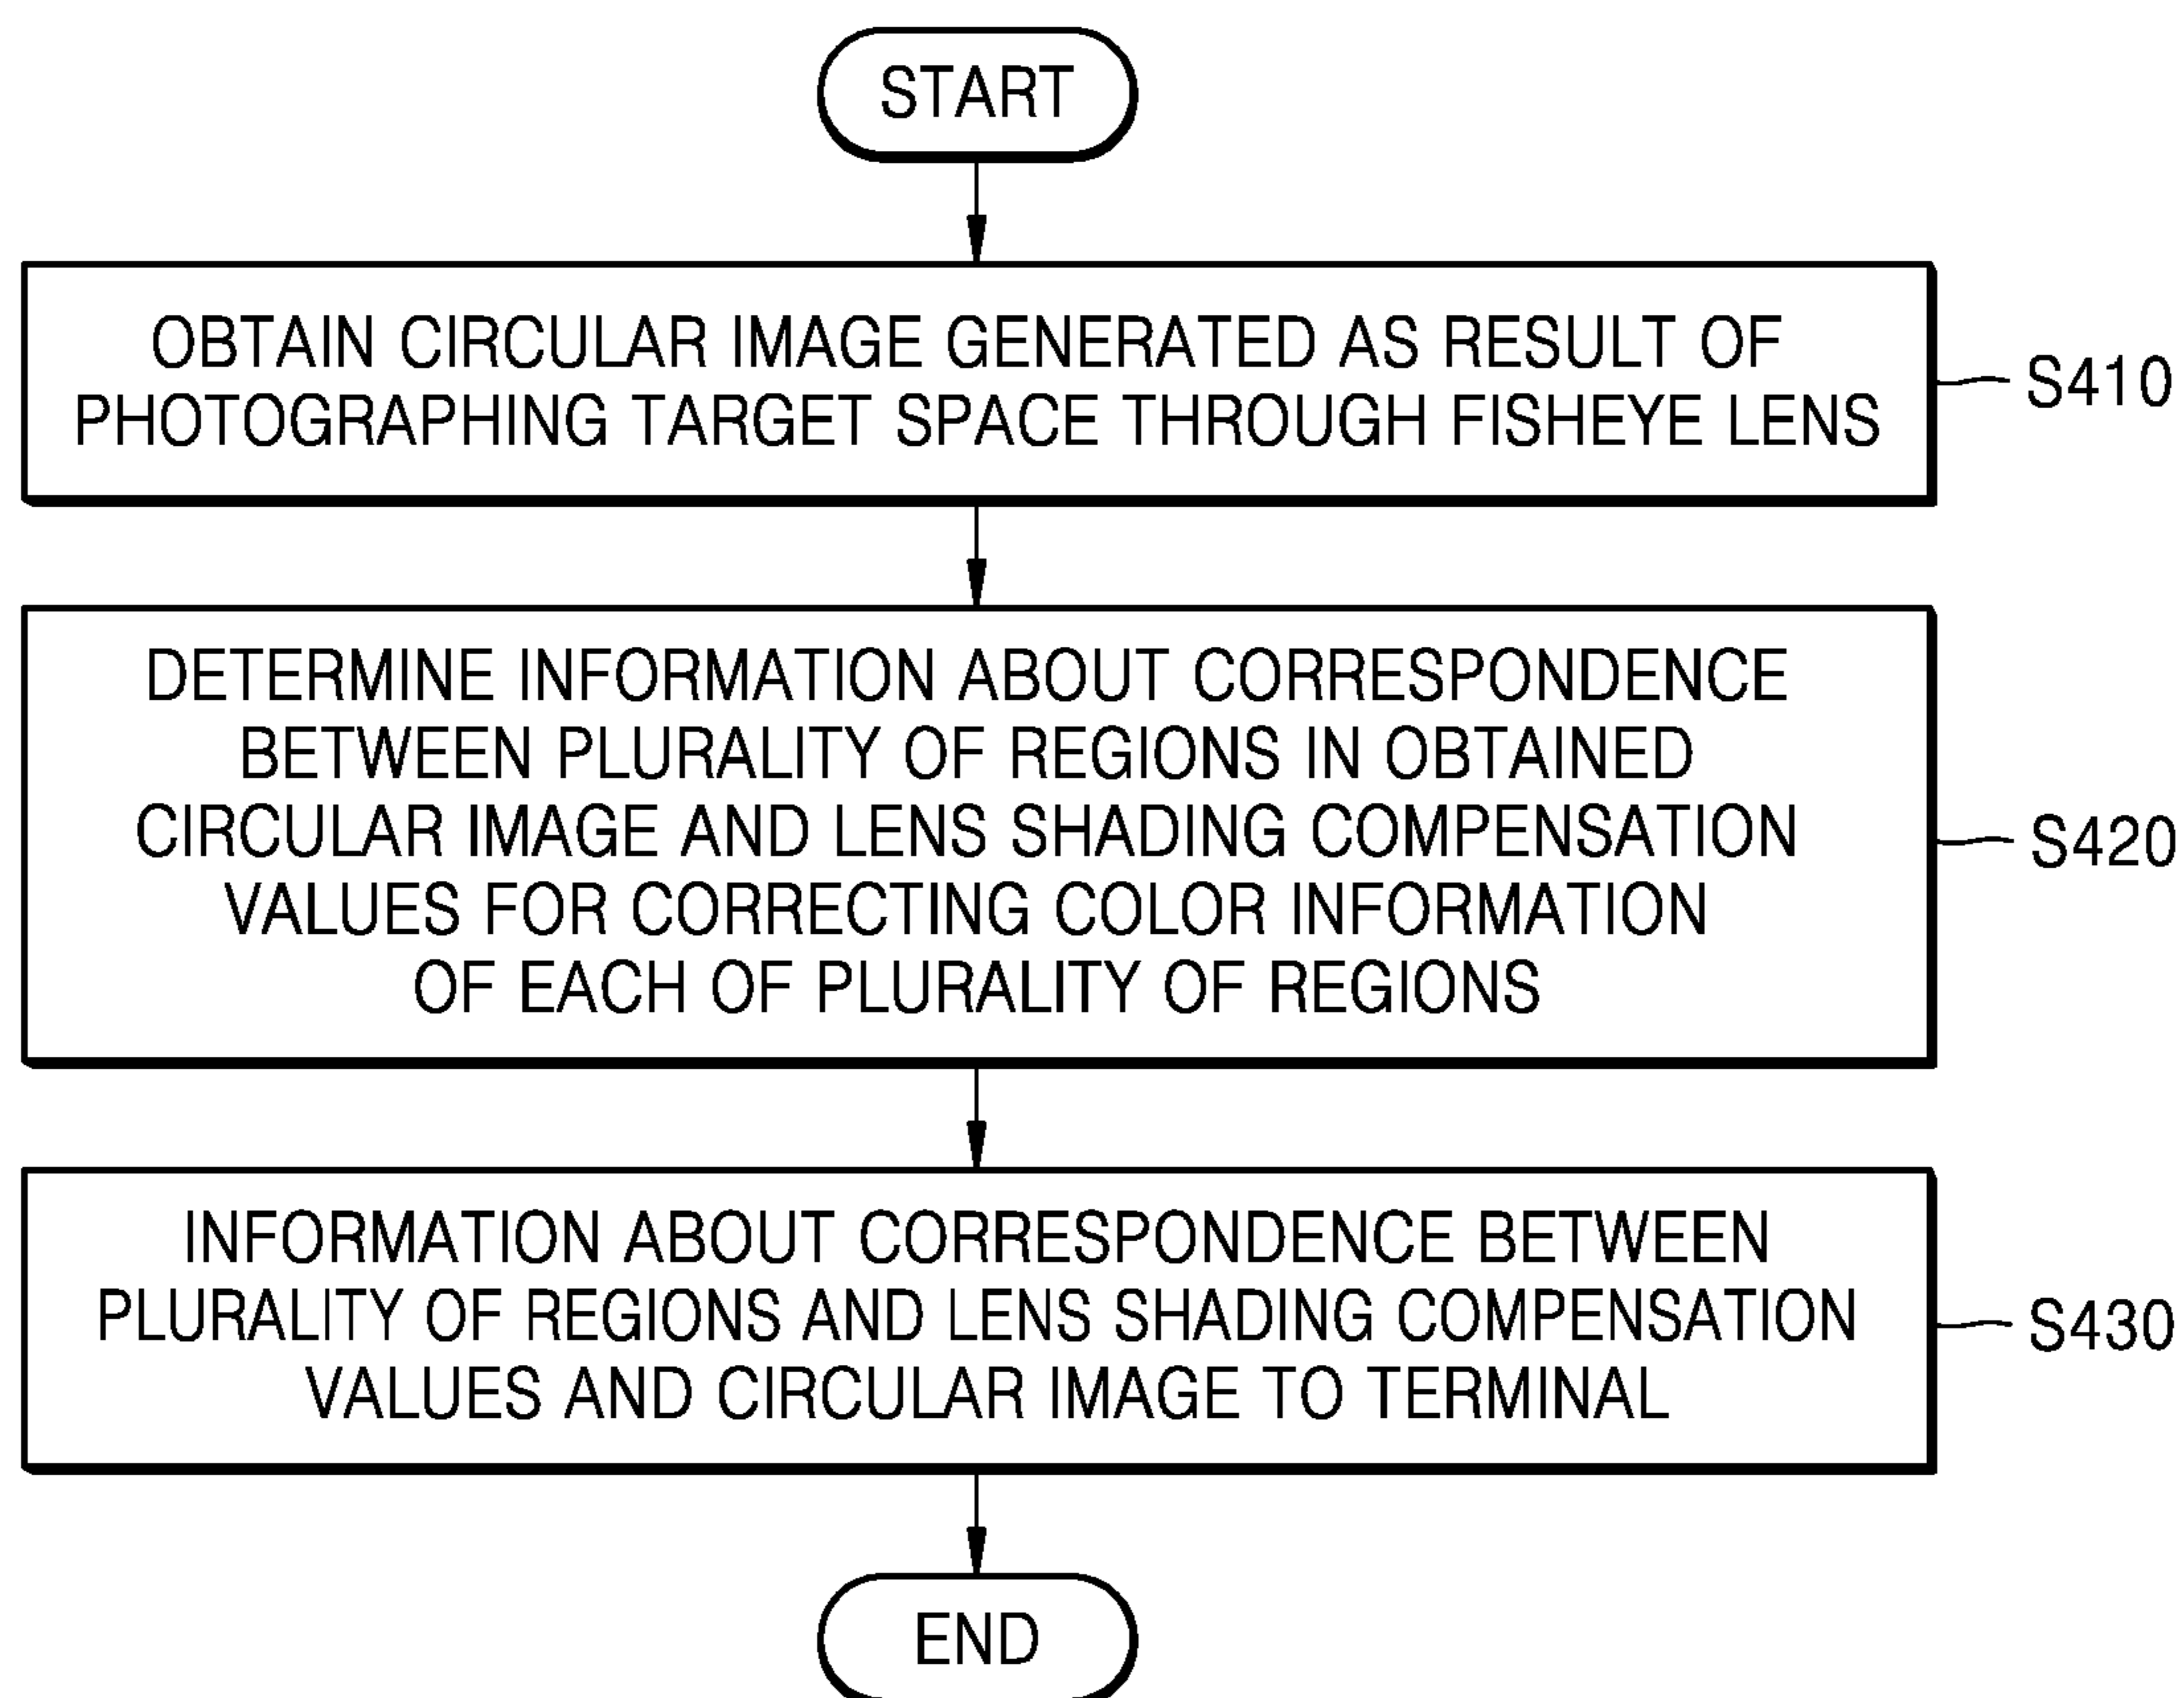 START
OBTAIN CIRCULAR IMAGE GENERATED AS RESULT OF
PHOTOGRAPHING TARGET SPACE THROUGH FISHEYE LENS
S410
DETERMINE INFORMATION ABOUT CORRESPONDENCE
BETWEEN PLURALITY OF REGIONS IN OBTAINED
CIRCULAR IMAGE AND LENS SHADING COMPENSATION
VALUES FOR CORRECTING COLOR INFORMATION
OF EACH OF PLURALITY OF REGIONS
S420
INFORMATION ABOUT CORRESPONDENCE BETWEEN
PLURALITY OF REGIONS AND LENS SHADING COMPENSATION
VALUES AND CIRCULAR IMAGE TO TERMINAL
S430
END